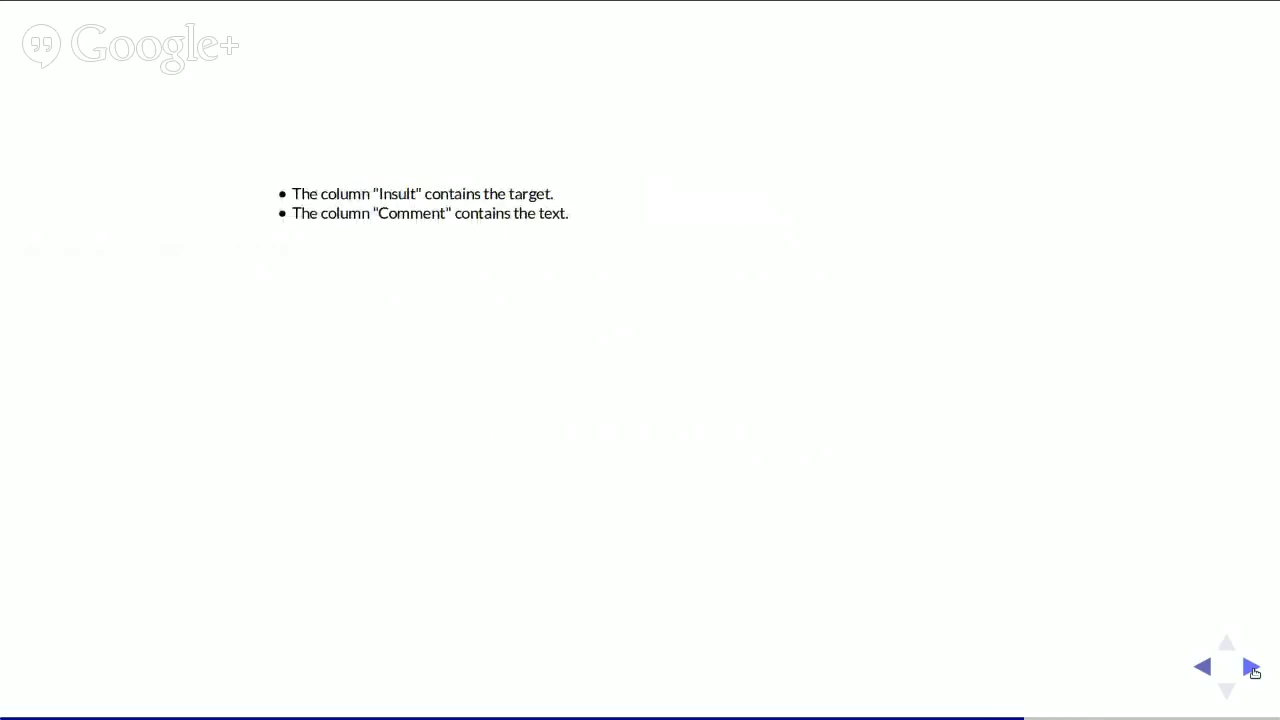 Google+
The column "Insult" contains the target.
The column "Comment" contains the text.